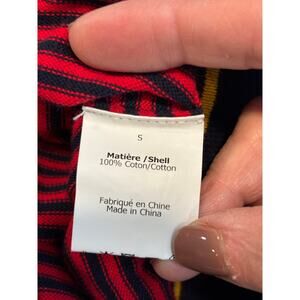 S
Matière /Shell
100% Coton/Cotton
Fabriqué en Chine
Made in China